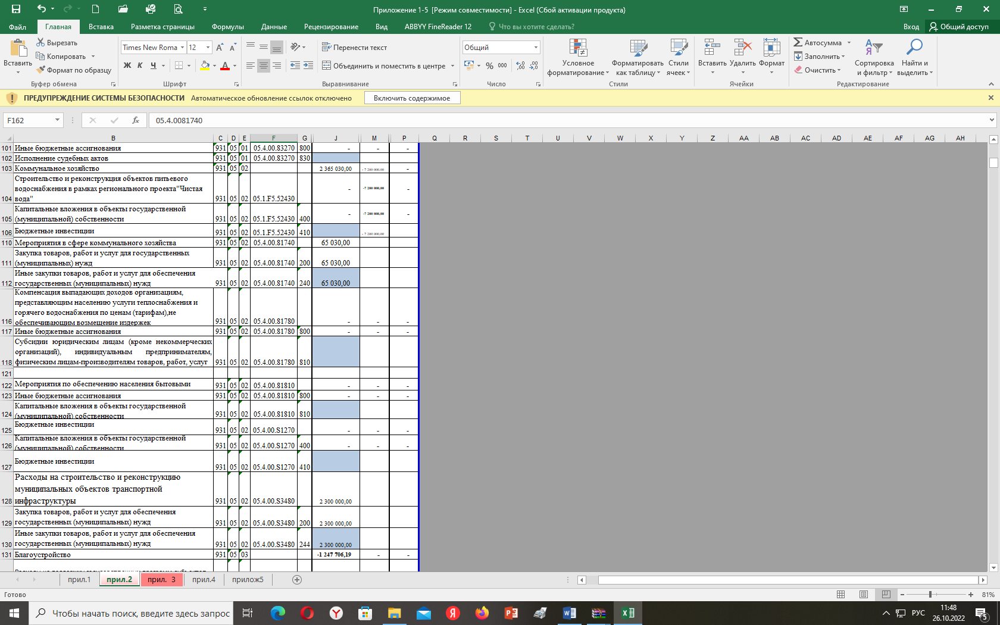 Приложение 1-5 [Режим совместимости] - Excel (Сбой активации продукта)
Файл Главная Вставка Разметка страницы Формулы Данные Рецензирование Вид ABBYY FineReader 12 Что вы хотите сделать? Вход Общий доступ
Вставить
Вырезать
Копировать
Формат по образцу
Буфер обмена
Times New Roma 12
Ж К Ч
Шрифт
Перенести текст
Объединить и поместить в центре
Выравнивание
Общий
% 000
Число
Условное форматирование
Форматировать как таблицу
Стили ячеек
Стили
Вставить Удалить Формат
Ячейки
Автосумма
Заполнить
Очистить
Сортировка и фильтр
Найти и выделить
Редактирование
ПРЕДУПРЕЖДЕНИЕ СИСТЕМЫ БЕЗОПАСНОСТИ Автоматическое обновление ссылок отключено Включить содержимое
F162 fx 05.4.0081740
B C D E F G J M P Q R S T U V W X Y Z AA AB AC AD AE AF AG AH
101 Иные бюджетные ассигнования 931 05 01 05.4.00.83270 800 - - -
102 Исполнение судебных актов 931 05 01 05.4.00.83270 830
103 Коммунальное хозяйство 931 05 02 2 365 030,00 - 7 200 000,00 -
Строительство и реконструкция объектов питьевого
водоснабжения в рамках регионального проекта"Чистая
104 вода" 931 05 02 05.1.F5.52430 - -7 200 000,00 -
Капитальные вложения в объекты государственной
105 (муниципальной) собственности 931 05 02 05.1.F5.52430 400 - -7 200 000,00 -
106 Бюджетные инвестиции 931 05 02 05.1.F5.52430 410 - 7 200 000,00
110 Мероприятия в сфере коммунального хозяйства 931 05 02 05.4.00.81740 65 030,00
Закупка товаров, работ и услуг для государственных
111 (муниципальных) нужд 931 05 02 05.4.00.81740 200 65 030,00
Иные закупки товаров, работ и услуг для обеспечения
112 государственных (муниципальных) нужд 931 05 02 05.4.00.81740 240 65 030,00
Компенсация выпадающих доходов организациям,
представляющим населению услуги теплоснабжения и
горячего водоснабжения по ценам (тарифам),не
116 обеспечивающим возмещение издержек 931 05 02 05.4.00.81780 - - -
117 Иные бюджетные ассигнования 931 05 02 05.4.00.81780 800 - - -
Субсидии юридическим лицам (кроме некоммерческих
организаций), индивидуальным предпринимателям,
118 физическим лицам-производителям товаров, работ, услуг 931 05 02 05.4.00.81780 810
121
122 Мероприятия по обеспечению населения бытовыми 931 05 02 05.4.00.81810 - - -
123 Иные бюджетные ассигнования 931 05 02 05.4.00.81810 800 - - -
Капитальные вложения в объекты государственной
124 (муниципальной) собственности 931 05 02 05.4.00.81810 810
125 Бюджетные инвестиции 931 05 02 05.4.00.S1270 - - -
Капитальные вложения в объекты государственной
126 (муниципальной) собственности 931 05 02 05.4.00.S1270 400 - - -
127 Бюджетные инвестиции 931 05 02 05.4.00.S1270 410
Расходы на строительство и реконструкцию
муниципальных объектов транспортной
128 инфраструктуры 931 05 02 05.4.00.S3480 2 300 000,00
Закупка товаров, работ и услуг для обеспечения
129 государственных (муниципальных) нужд 931 05 02 05.4.00.S3480 200 2 300 000,00
Иные закупки товаров, работ и услуг для обеспечения
130 государственных (муниципальных) нужд 931 05 02 05.4.00.S3480 244 2 300 000,00
131 Благоустройство 931 05 03 -1 247 706,19 - -
прил.1 прил.2 прил. 3 прил.4 прилож5
Готово 81%
Чтобы начать поиск, введите здесь запрос
РУС 11:48
26.10.2022 5